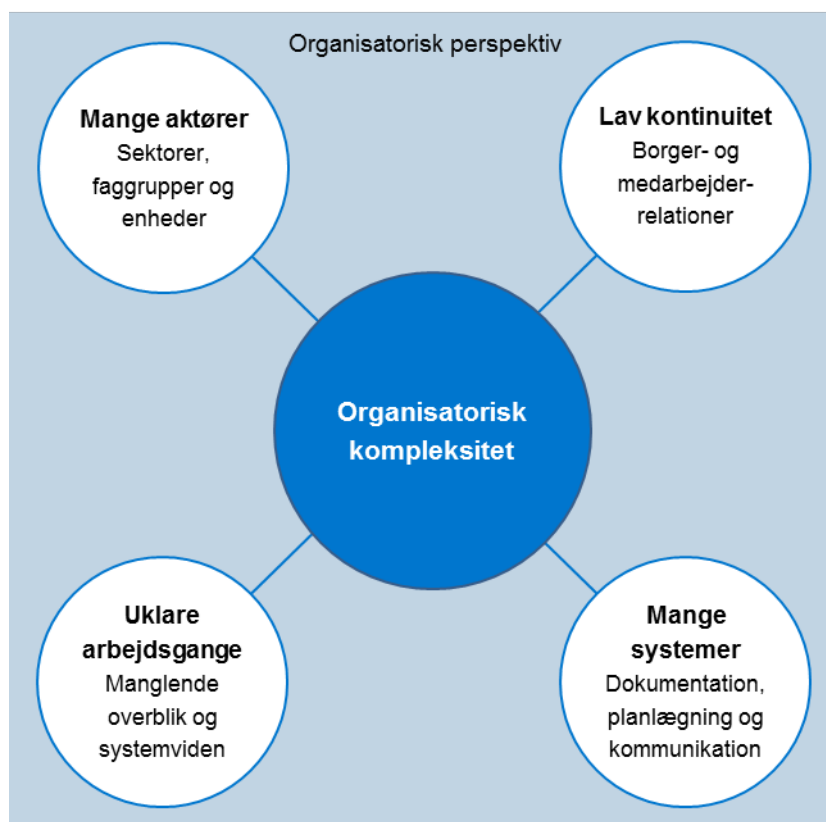 Organisatorisk perspektiv
Mange aktører
Sektorer,
faggrupper og
enheder
Lav kontinuitet
Borger- og
medarbejder-
relationer
Organisatorisk
kompleksitet
Uklare
arbejdsgange
Manglende
overblik og
systemviden
Mange
systemer
Dokumentation,
planlægning og
kommunikation